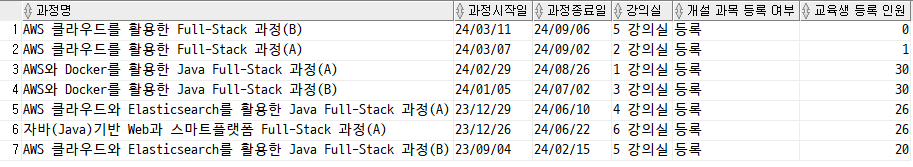 과정명 과정시작일 과정종료일 강의실 개설 과목 등록 여부 교육생 등록 인원
1 AWS 클라우드를 활용한 Full-Stack 과정(B) 24/03/11 24/09/06 5 강의실 등록 0
2 AWS 클라우드를 활용한 Full-Stack 과정(A) 24/03/07 24/09/02 2 강의실 등록 1
3 AWS와 Docker를 활용한 Java Full-Stack 과정(A) 24/02/29 24/08/26 1 강의실 등록 30
4 AWS와 Docker를 활용한 Java Full-Stack 과정(B) 24/01/05 24/07/02 3 강의실 등록 30
5 AWS 클라우드와 Elasticsearch를 활용한 Java Full-Stack 과정(A) 23/12/29 24/06/10 4 강의실 등록 26
6 자바(Java)기반 Web과 스마트플랫폼 Full-Stack 과정(A) 23/12/26 24/06/22 6 강의실 등록 26
7 AWS 클라우드와 Elasticsearch를 활용한 Java Full-Stack 과정(B) 23/09/04 24/02/15 5 강의실 등록 20